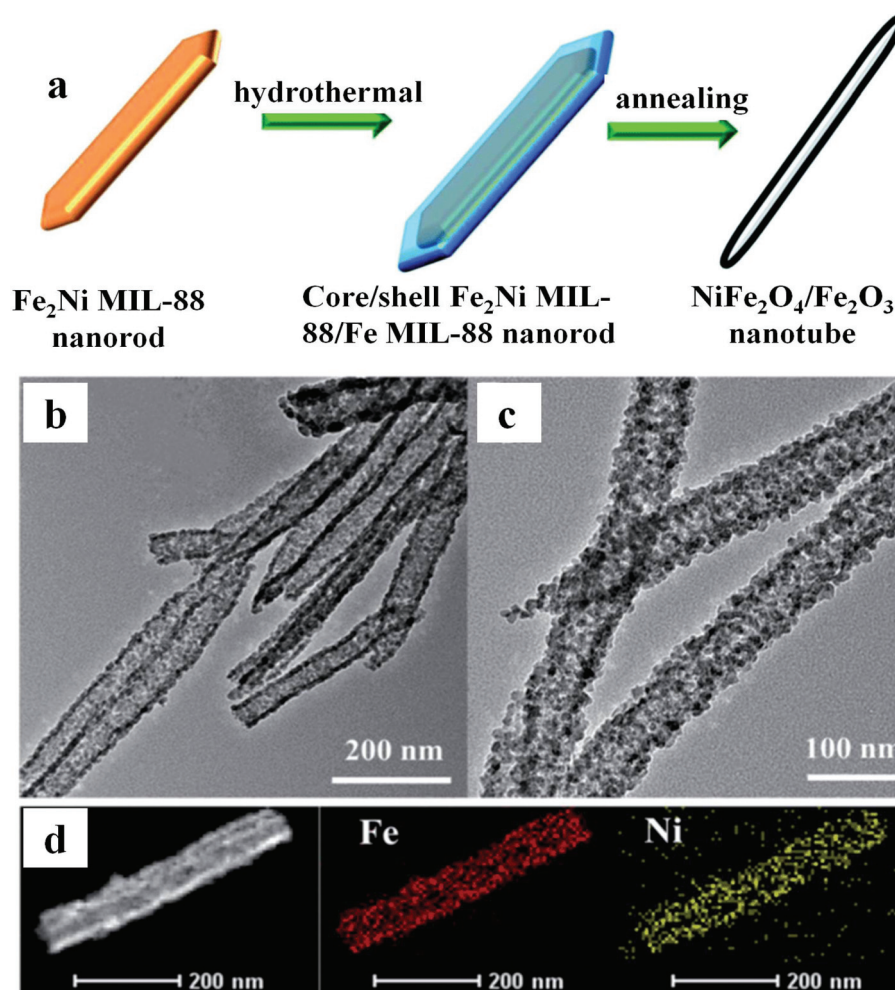 a
hydrothermal
annealing
Fe₂Ni MIL-88
nanorod
Core/shell Fe₂Ni MIL-
88/Fe MIL-88 nanorod
NiFe₂O₄/Fe₂O₃
nanotube
b
200 nm
c
100 nm
d
Fe
Ni
200 nm
200 nm
200 nm